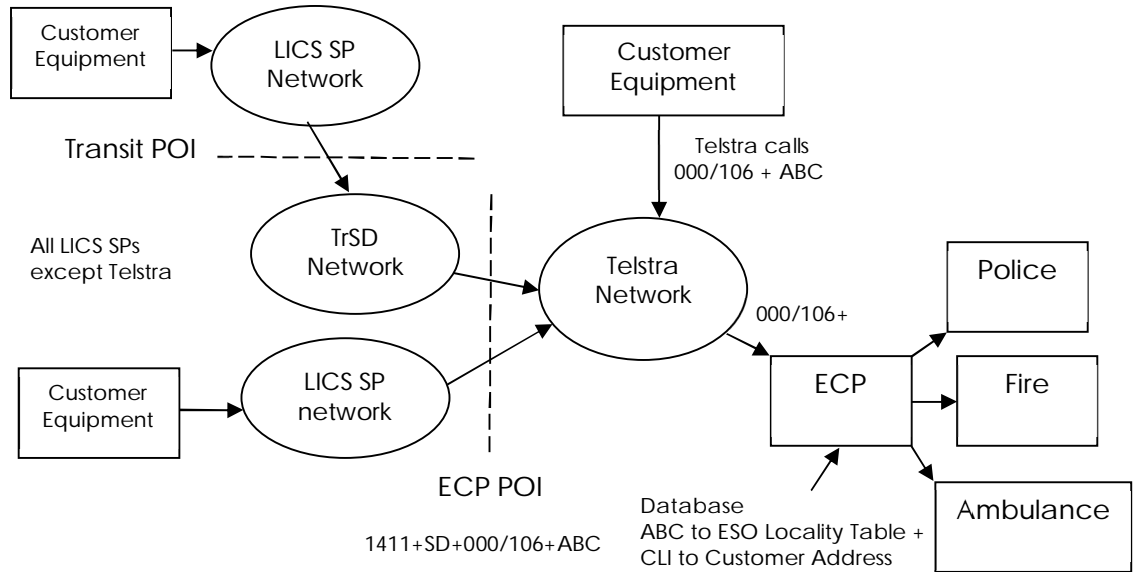 Customer
Equipment
LICS SP
Network
Customer
Equipment
Transit POI
Telstra calls
000/106 + ABC
All LICS SPs
except Telstra
TrSD
Network
Telstra
Network
Police
000/106+
Customer
Equipment
LICS SP
network
ECP
Fire
ECP POI
Database
ABC to ESO Locality Table +
CLI to Customer Address
Ambulance
1411+SD+000/106+ABC